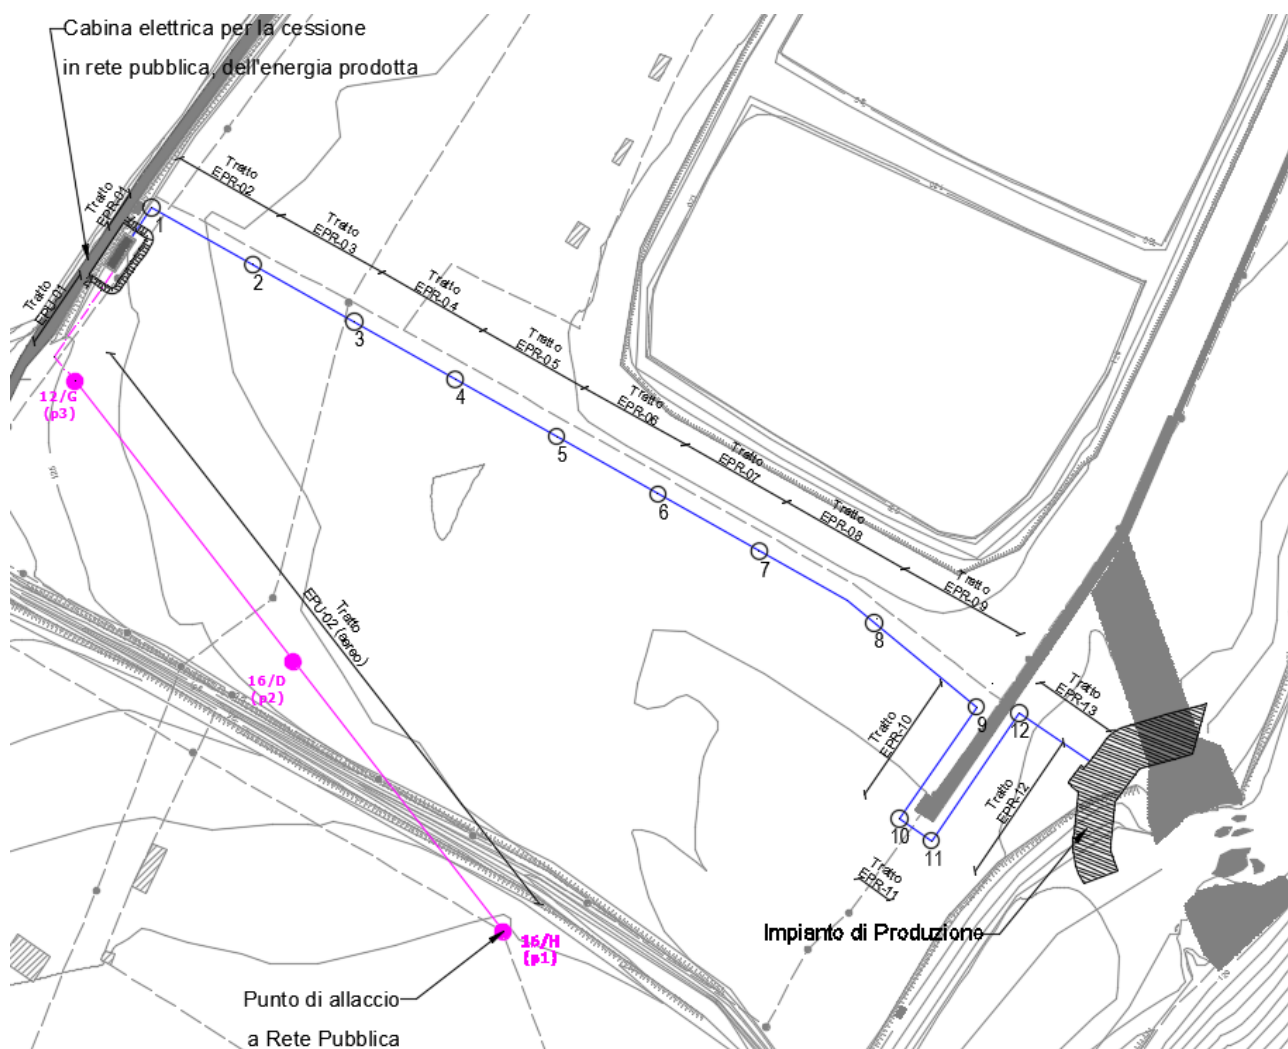 Cabina elettrica per la cessione
in rete pubblica, dell'energia prodotta
Tratto
EPR-01
Tratto
EPU-01
1
Tratto
EPR-02
2
Tratto
EPR-03
3
Tratto
EPR-04
4
Tratto
EPR-05
5
Tratto
EPR-06
6
Tratto
EPR-07
7
Tratto
EPR-08
8
Tratto
EPR-09
9
Tratto
EPR-10
10
Tratto
EPR-11
11
Tratto
EPR-12
12
Tratto
EPR-13
12/G
(p3)
125
Tratto
EPU-02 (aereo)
16/D
(p2)
16/H
(p1)
Impianto di Produzione
Punto di allaccio
a Rete Pubblica